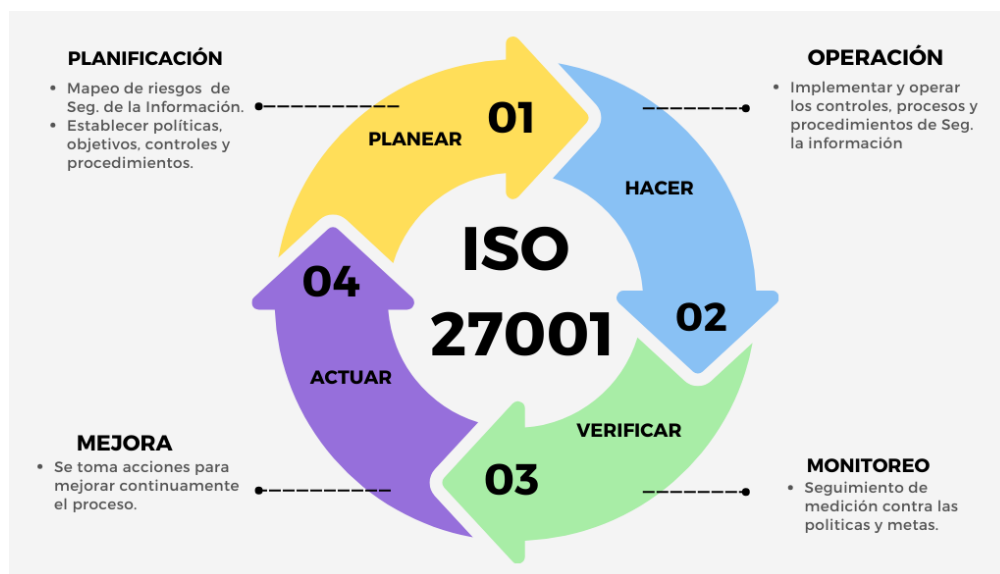 PLANIFICACIÓN
• Mapeo de riesgos de
Seg. de la Información.
• Establecer políticas,
objetivos, controles y
procedimientos.
PLANEAR
01
OPERACIÓN
• Implementar y operar
los controles, procesos y
procedimientos de Seg.
la información
HACER
02
ISO
27001
04
ACTUAR
MEJORA
• Se toma acciones para
mejorar continuamente
el proceso.
VERIFICAR
03
MONITOREO
• Seguimiento de
medición contra las
politicas y metas.